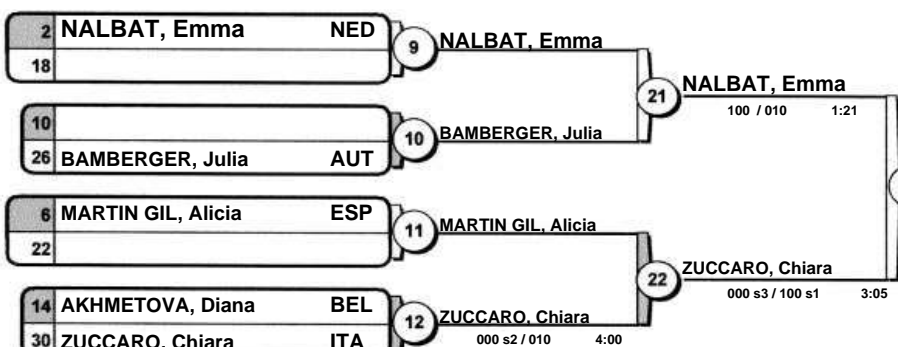 2 NALBAT, Emma NED
18
9
NALBAT, Emma
21
NALBAT, Emma
100 / 010 1:21
10
26 BAMBERGER, Julia AUT
10
BAMBERGER, Julia
6 MARTIN GIL, Alicia ESP
22
11
MARTIN GIL, Alicia
22
ZUCCARO, Chiara
000 s3 / 100 s1 3:05
14 AKHMETOVA, Diana BEL
30 ZUCCARO, Chiara ITA
12
ZUCCARO, Chiara
000 s2 / 010 4:00